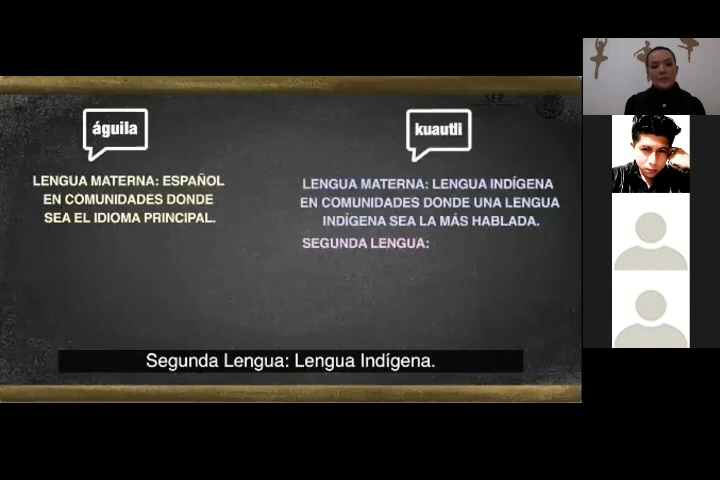 SEP
águila
kuautli
LENGUA MATERNA: ESPAÑOL
EN COMUNIDADES DONDE
SEA EL IDIOMA PRINCIPAL.
LENGUA MATERNA: LENGUA INDÍGENA
EN COMUNIDADES DONDE UNA LENGUA
INDÍGENA SEA LA MÁS HABLADA.
SEGUNDA LENGUA:
Segunda Lengua: Lengua Indígena.